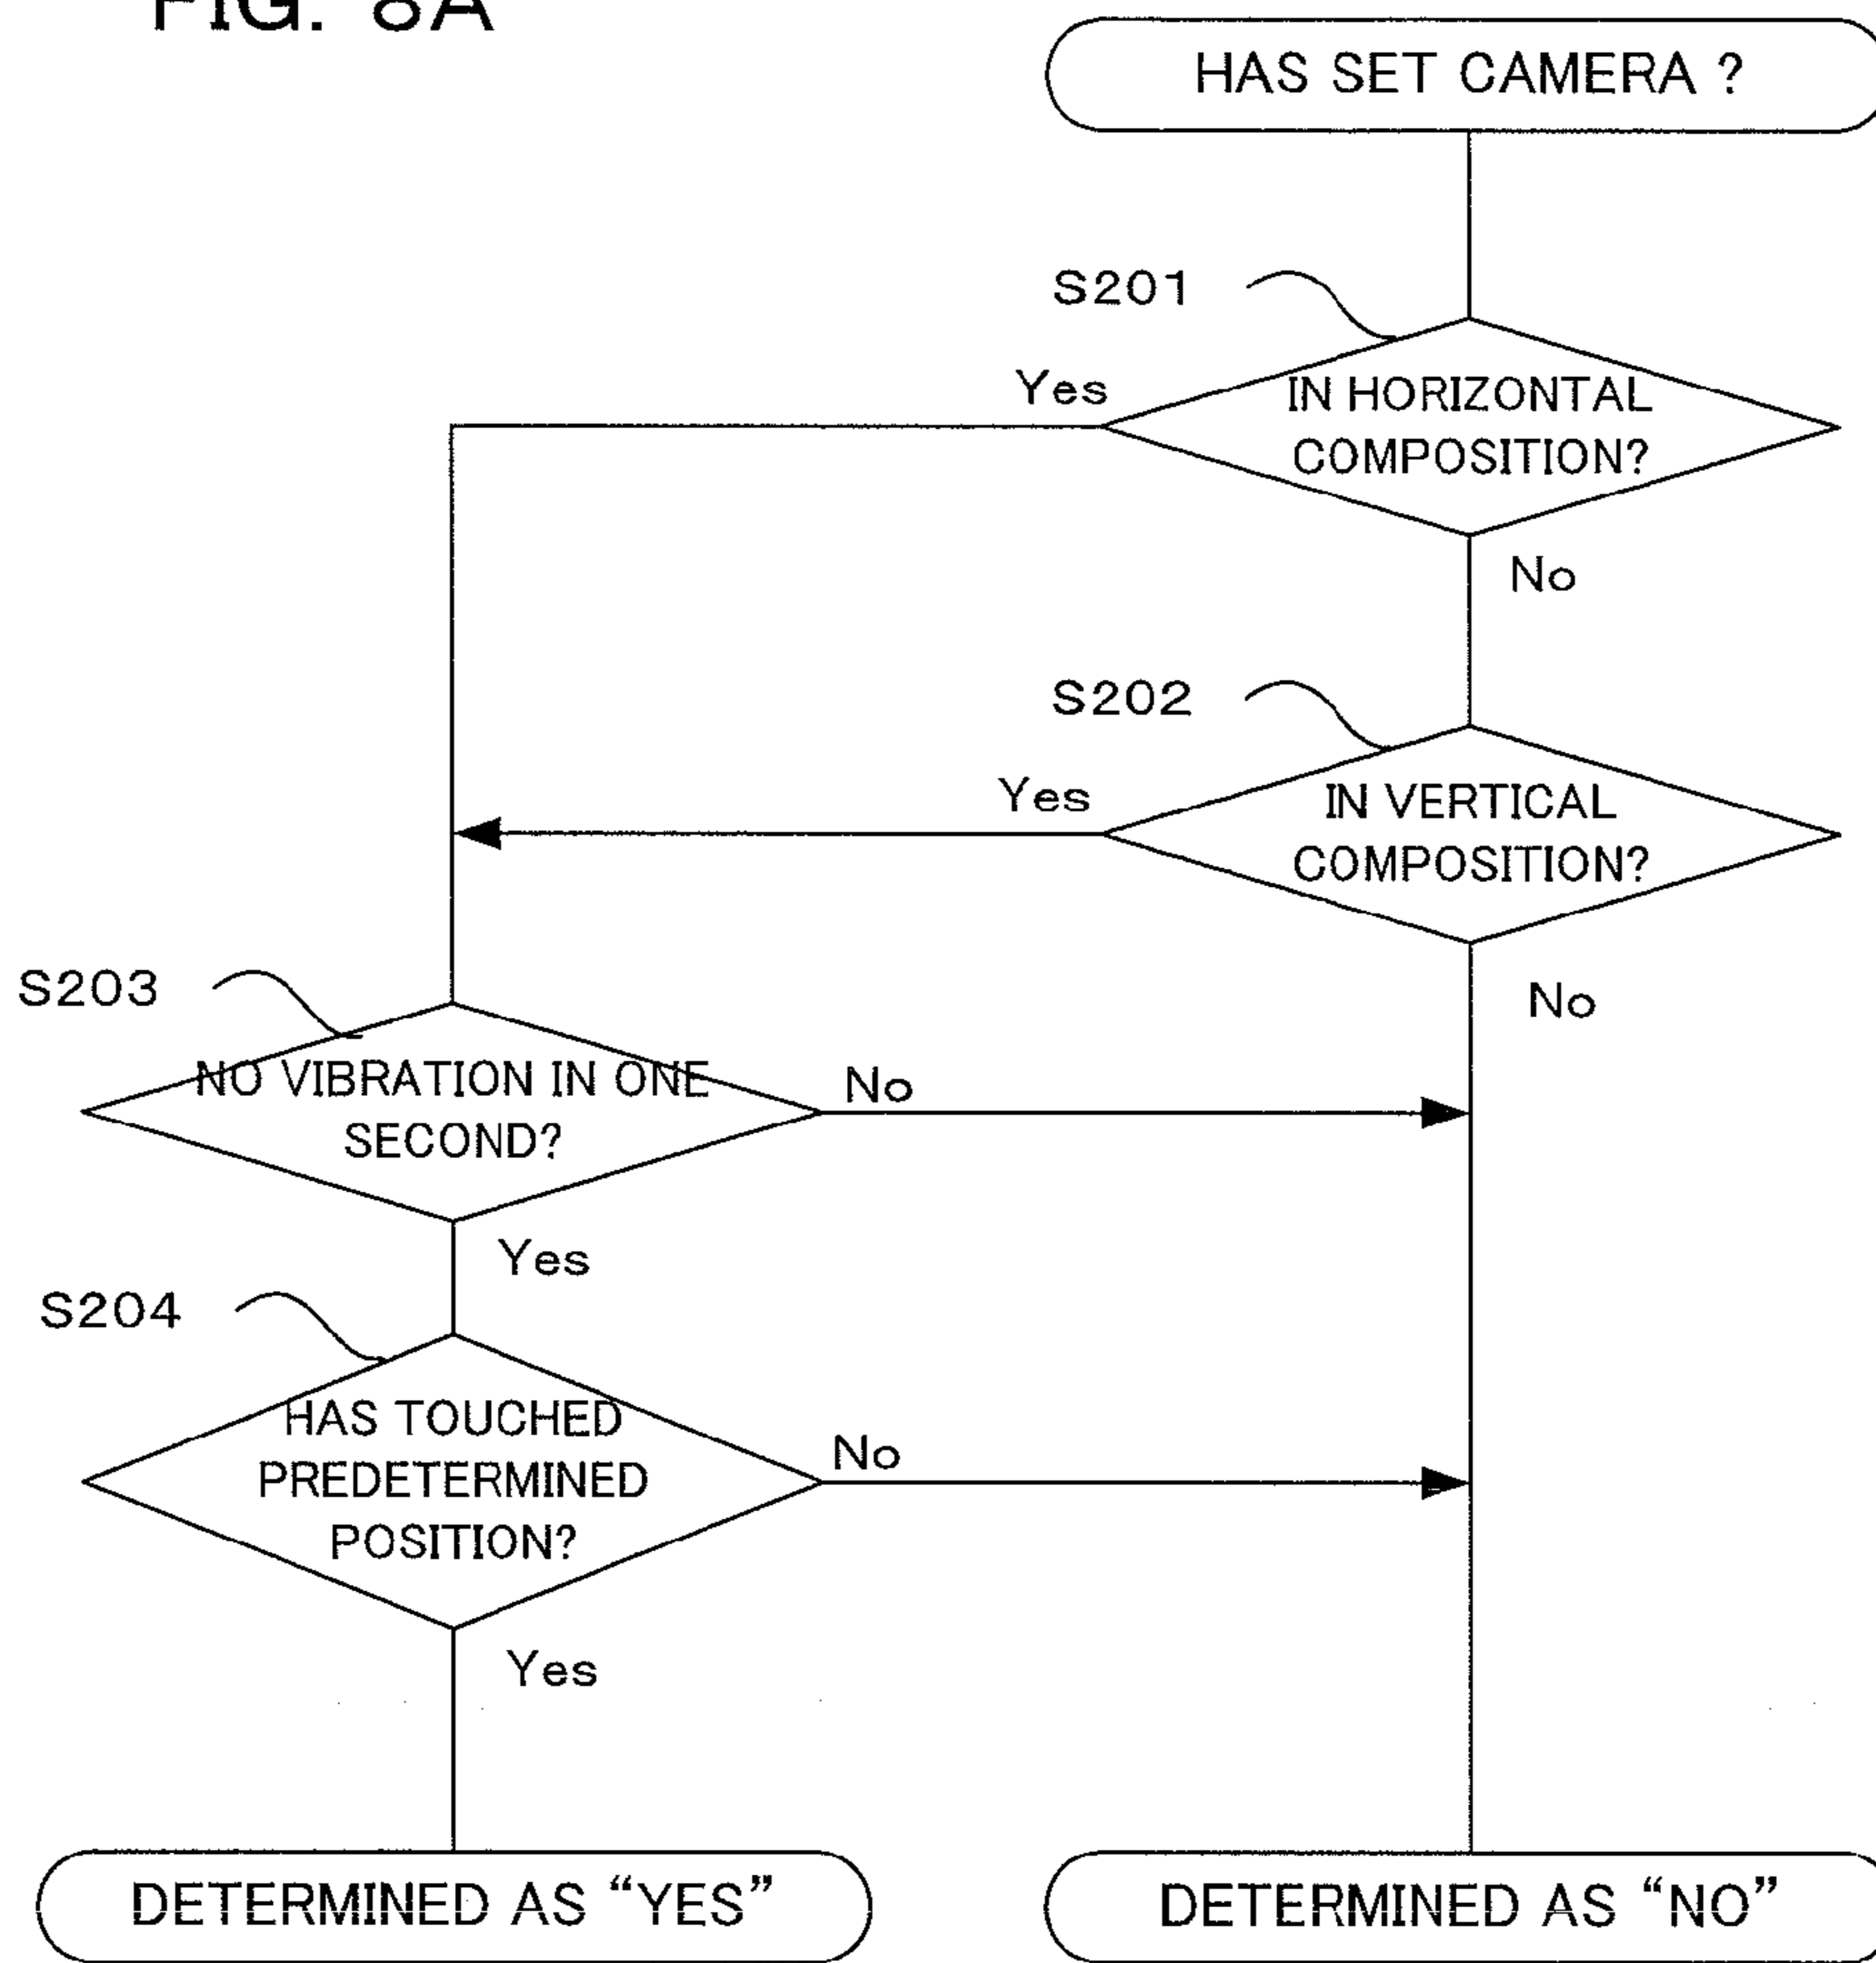 FIG. 8A
HAS SET CAMERA ?
S201
Yes
IN HORIZONTAL
COMPOSITION?
No
S202
Yes
IN VERTICAL
COMPOSITION?
No
S203
NO VIBRATION IN ONE
SECOND?
No
Yes
S204
HAS TOUCHED
PREDETERMINED
POSITION?
No
Yes
DETERMINED AS “YES”
DETERMINED AS “NO”